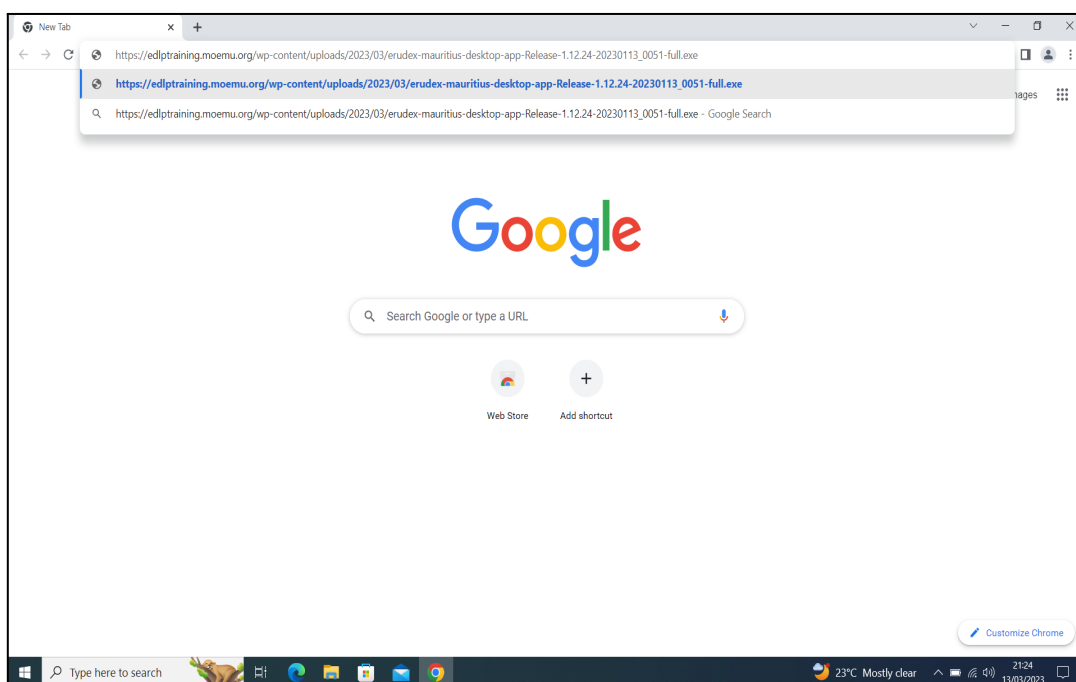 New Tab
https://edlptraining.moemu.org/wp-content/uploads/2023/03/erudex-mauritius-desktop-app-Release-1.12.24-20230113_0051-full.exe
https://edlptraining.moemu.org/wp-content/uploads/2023/03/erudex-mauritius-desktop-app-Release-1.12.24-20230113_0051-full.exe
https://edlptraining.moemu.org/wp-content/uploads/2023/03/erudex-mauritius-desktop-app-Release-1.12.24-20230113_0051-full.exe - Google Search
Google
Search Google or type a URL
Web Store Add shortcut
Customize Chrome
Type here to search 23°C Mostly clear 21:24
13/03/2023